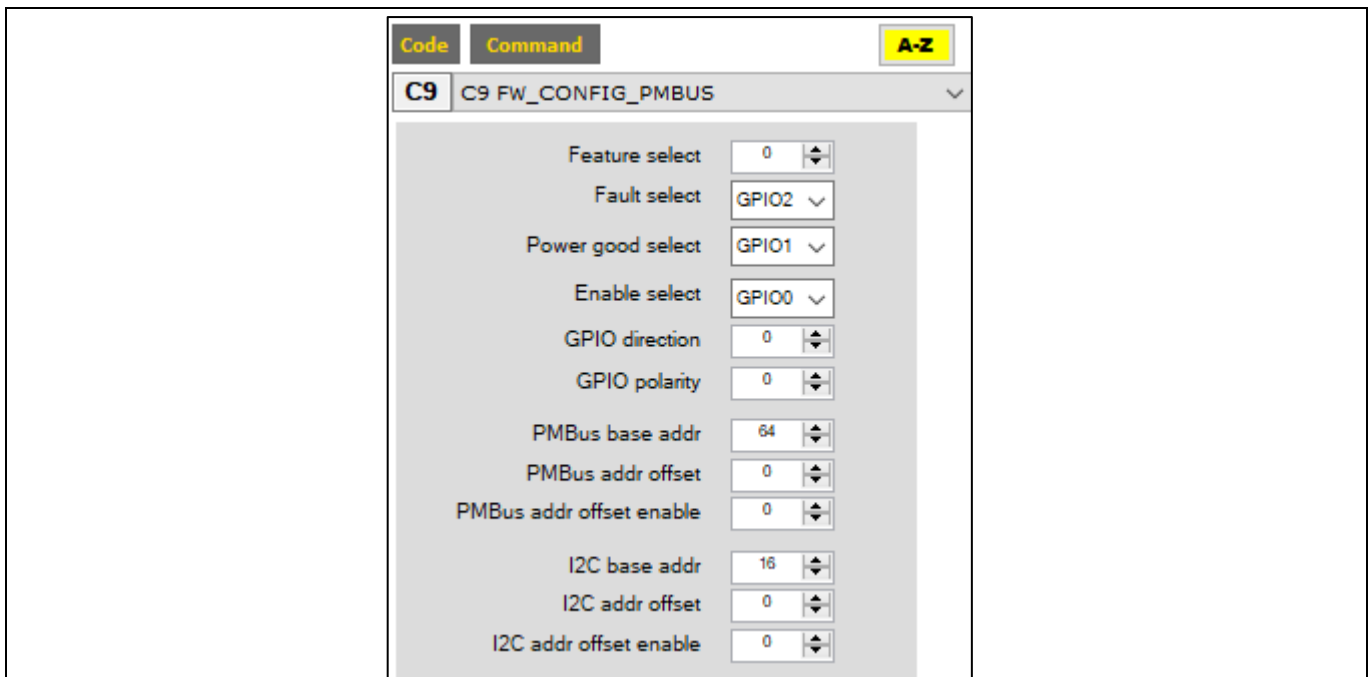 Code Command A-Z
C9 C9 FW_CONFIG_PMBUS
Feature select 0
Fault select GPIO2
Power good select GPIO1
Enable select GPIO0
GPIO direction 0
GPIO polarity 0
PMBus base addr 64
PMBus addr offset 0
PMBus addr offset enable 0
I2C base addr 16
I2C addr offset 0
I2C addr offset enable 0